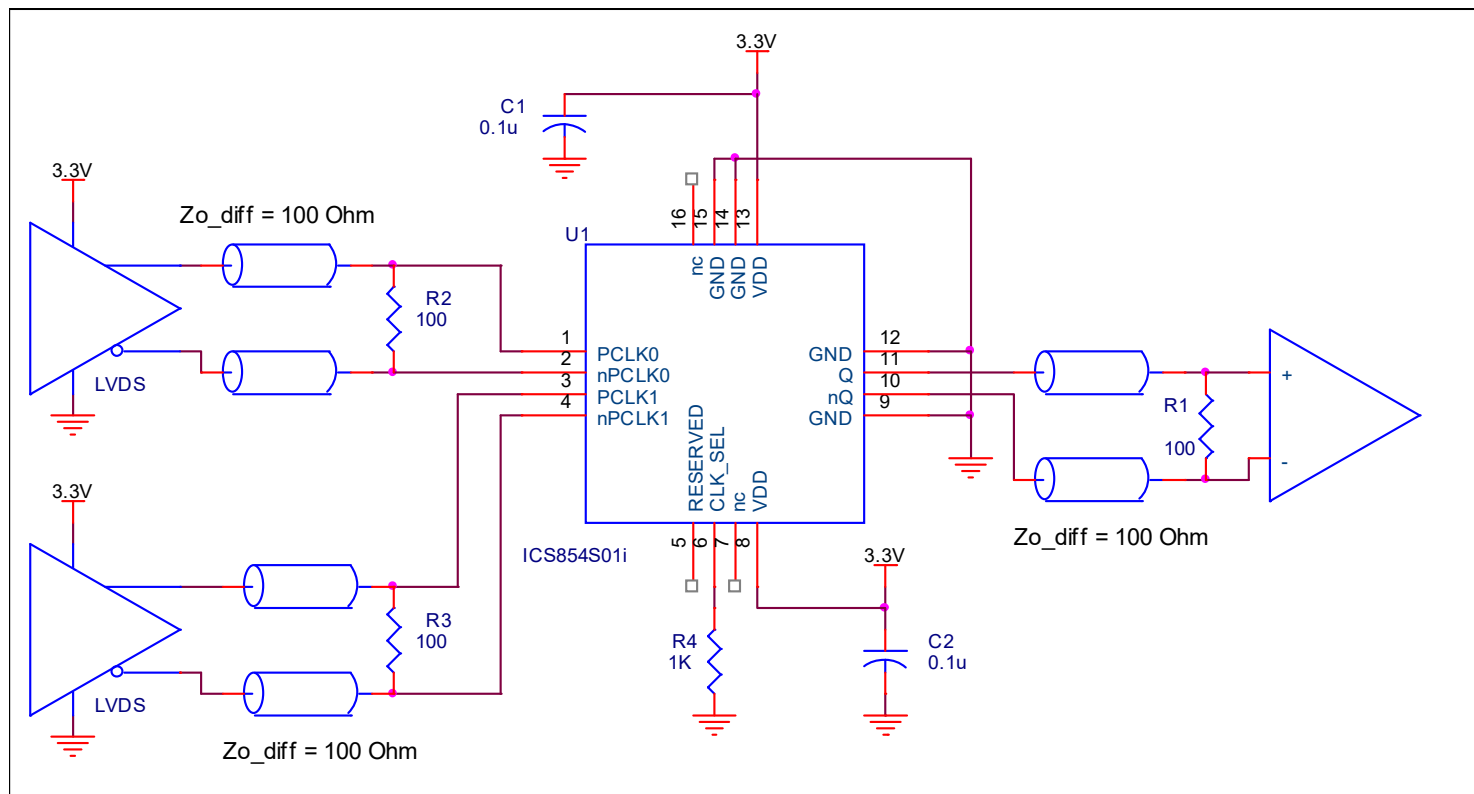 3.3V
C1
0.1u
3.3V
Zo_diff = 100 Ohm
16
15
14
13
U1
nc
GND
GND
VDD
R2
100
LVDS
1
2
3
4
PCLK0
nPCLK0
PCLK1
nPCLK1
GND
Q
nQ
GND
12
11
10
9
+
-
R1
100
Zo_diff = 100 Ohm
RESERVED
CLK_SEL
nc
VDD
5
6
7
8
ICS854S01i
3.3V
3.3V
R3
100
LVDS
Zo_diff = 100 Ohm
R4
1K
C2
0.1u